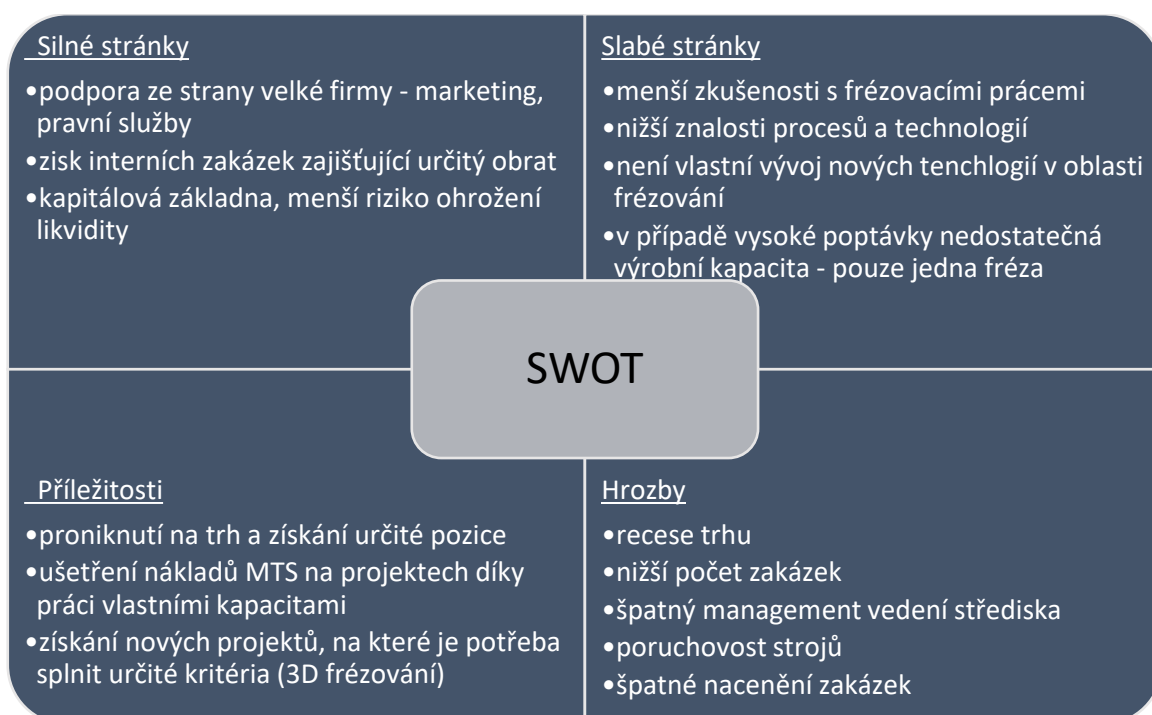 Silné stránky
•podpora ze strany velké firmy - marketing,
pravní služby
•zisk interních zakázek zajišťující určitý obrat
•kapitálová základna, menší riziko ohrožení
likvidity
Slabé stránky
•menší zkušenosti s frézovacími prácemi
•nižší znalosti procesů a technologií
•není vlastní vývoj nových tenchlogií v oblasti
frézování
•v případě vysoké poptávky nedostatečná
výrobní kapacita - pouze jedna fréza
SWOT
Příležitosti
•proniknutí na trh a získání určité pozice
•ušetření nákladů MTS na projektech díky
práci vlastními kapacitami
•získání nových projektů, na které je potřeba
splnit určité kritéria (3D frézování)
Hrozby
•recese trhu
•nižší počet zakázek
•špatný management vedení střediska
•poruchovost strojů
•špatné nacenění zakázek